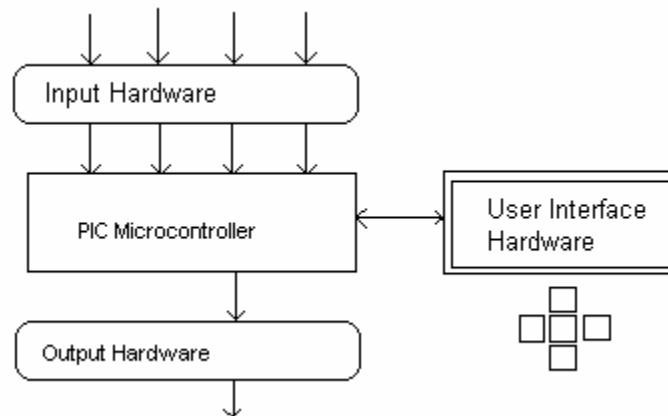 Input Hardware
PIC Microcontroller
User Interface
Hardware
Output Hardware